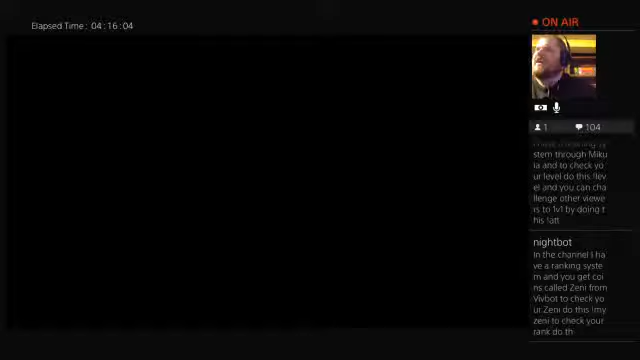 Elapsed Time : 04:16:04
ON AIR
1 104
stem through Miku
ia and to check yo
ur level do this !lev
el and you can cha
llenge other viewe
rs to 1v1 by doing t
his !att
nightbot
In the channel I ha
ve a ranking syste
m and you get coi
ns called Zeni from
Vivbot to check yo
ur Zeni do this !my
zeni to check your
rank do th